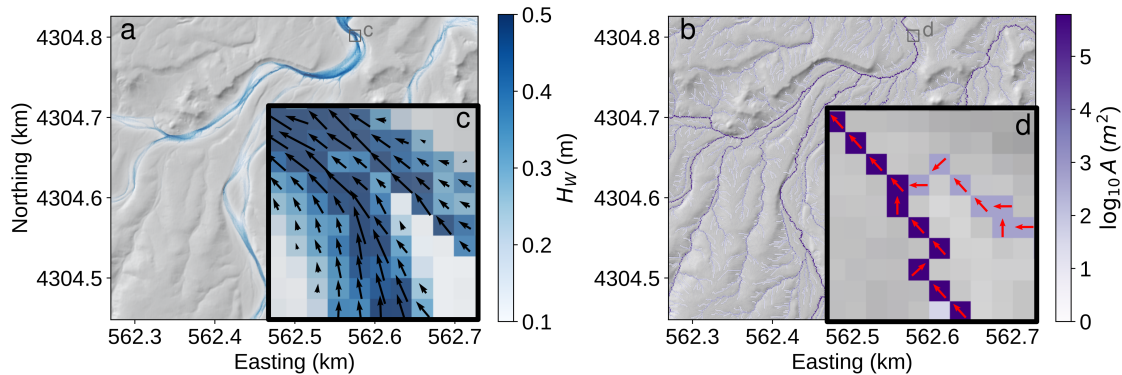 a
c
c
4304.8
4304.7
4304.6
4304.5
Northing (km)
562.3
562.4
562.5
562.6
562.7
Easting (km)
0.5
0.4
0.3
0.2
0.1
H_W (m)
b
d
d
4304.8
4304.7
4304.6
4304.5
562.3
562.4
562.5
562.6
562.7
Easting (km)
5
4
3
2
1
0
log₁₀ A (m²)